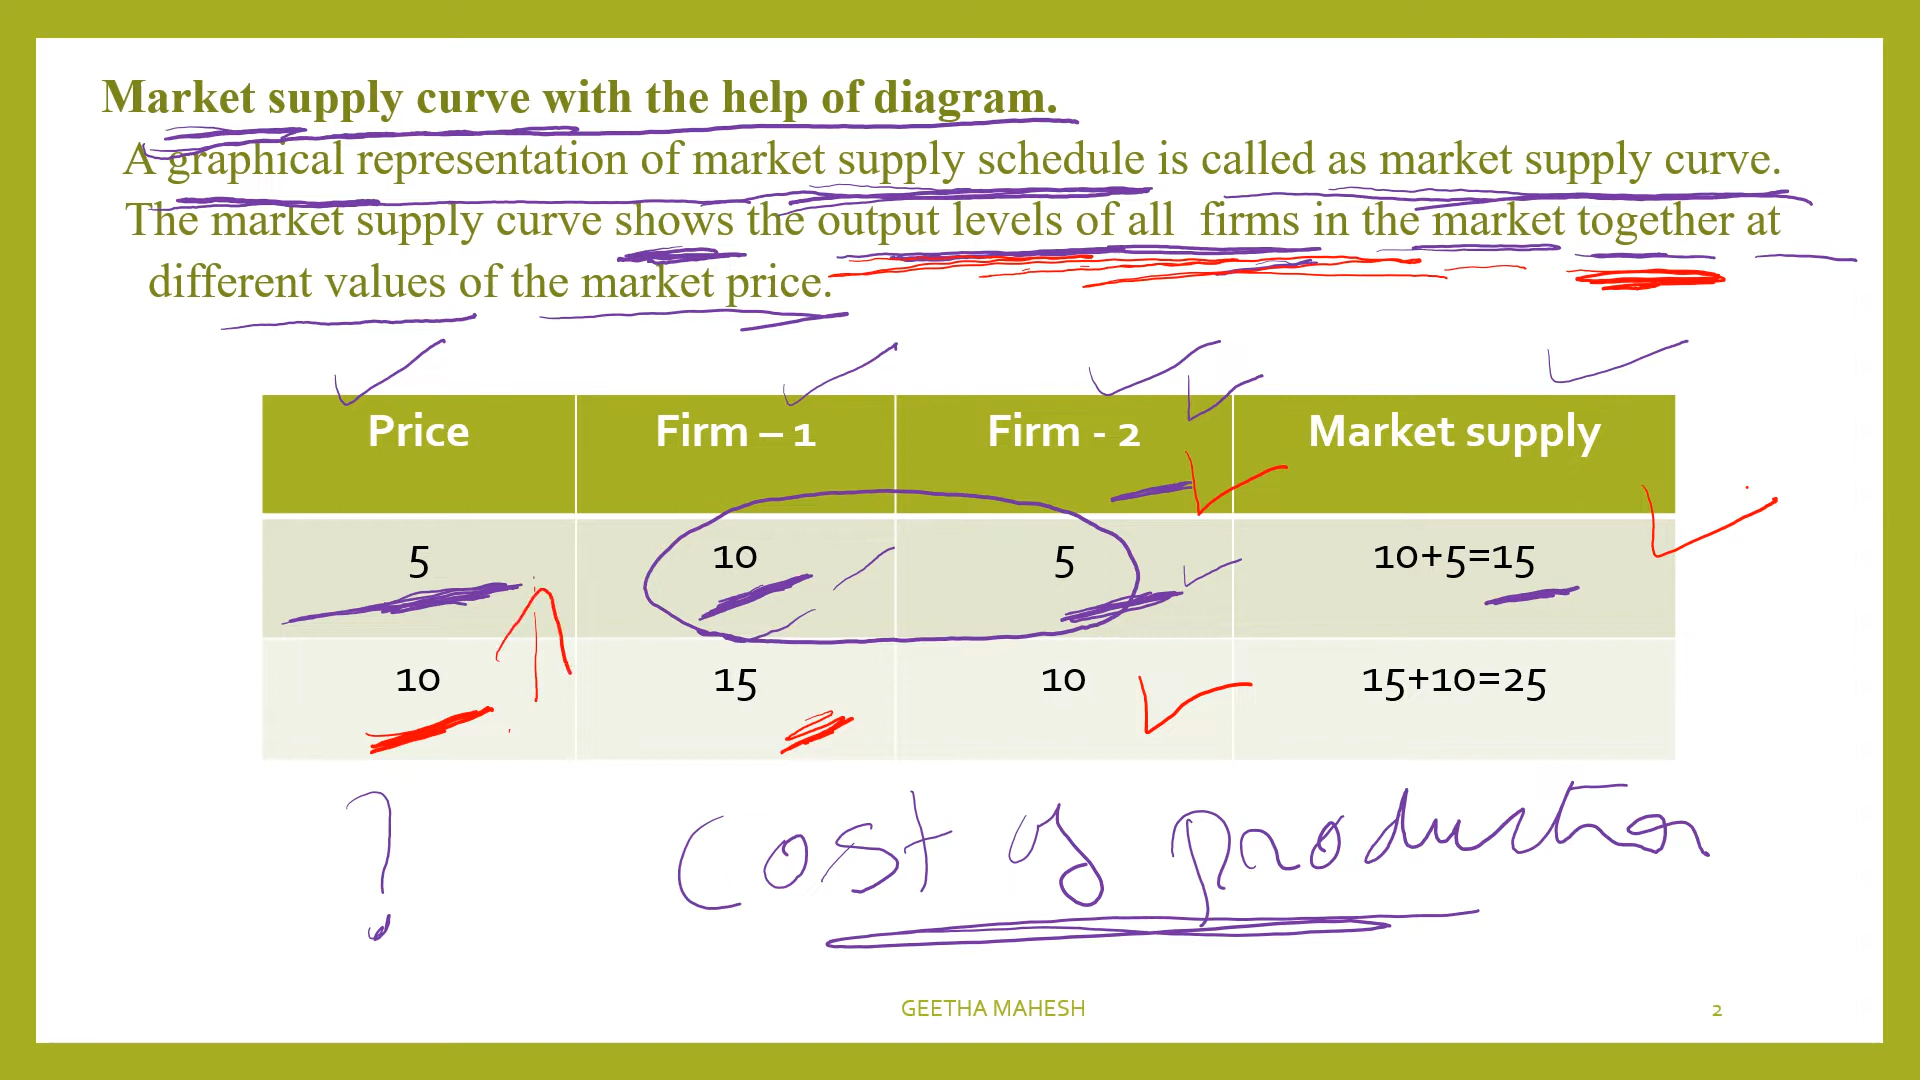 Market supply curve with the help of diagram.
A graphical representation of market supply schedule is called as market supply curve.
The market supply curve shows the output levels of all firms in the market together at
different values of the market price.
Price Firm – 1 Firm - 2 Market supply
5 10 5 10+5=15
10 15 10 15+10=25
? Cost of production
GEETHA MAHESH 2